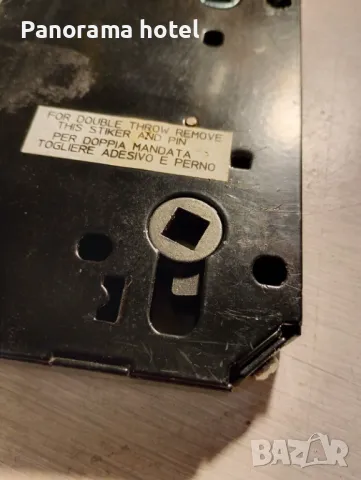 Panorama hotel
FOR DOUBLE THROW REMOVE
THIS STIKER AND PIN
PER DOPPIA MANDATA
TOGLIERE ADESIVO E PERNO
BAZAR